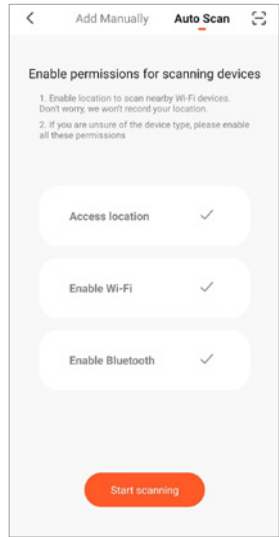 Add Manually Auto Scan
Enable permissions for scanning devices
1. Enable location to scan nearby Wi-Fi devices.
Don't worry, we won't record your location.
2. If you are unsure of the device type, please enable
all these permissions
Access location
Enable Wi-Fi
Enable Bluetooth
Start scanning